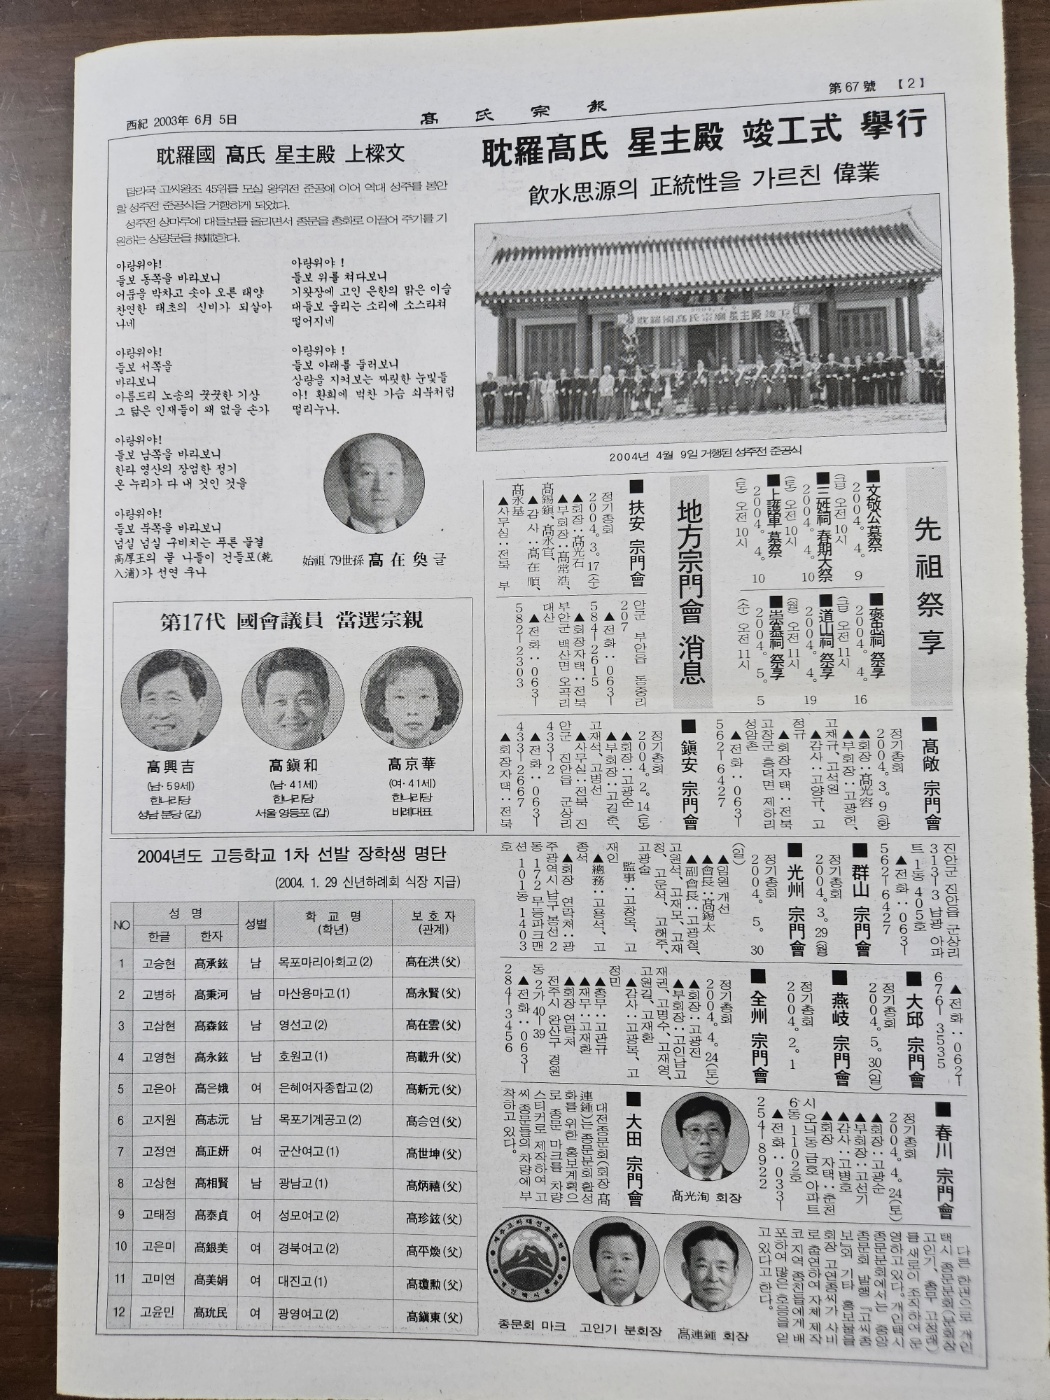 西紀 2003年 6月 5日
高 氏 宗 報
第67號 【2】
耽羅國 高氏 星主殿 上樑文
탐라국 고씨왕조 45위를 모신 왕위전 준공에 이어 역대 성주를 봉안
할 성주전 준공식을 거행하게 되었다.
성주전 상마루에 대들보를 올리면서 종문을 총화로 이끌어 주기를 기
원하는 상량문을 揭載한다.
아랑위야!
들보 동쪽을 바라보니
어둠을 박차고 솟아 오른 태양
찬연한 태초의 신비가 되살아
나네
아랑위야!
들보 서쪽을
바라보니
아름드리 노송의 굿굿한 기상
그 닮은 인재들이 왜 없을 손가
아랑위야!
들보 남쪽을 바라보니
한라 영산의 장엄한 정기
온 누리가 다 내 것인 것을
아랑위야!
들보 북쪽을 바라보니
넘실 넘실 구비치는 푸른 물결
高厚王의 뭍 나들이 건들포(乾
入浦)가 선연 쿠나
아랑위야 !
들보 위를 쳐다보니
기왓장에 고인 은한의 맑은 이슬
대들보 울리는 소리에 소스라쳐
떨어지네
아랑위야 !
들보 아래를 둘러보니
상량을 지켜보는 짜릿한 눈빛들
아! 환희에 벅찬 가슴 쇠북처럼
떨리누나.
始祖 79世孫 高 在 奐 글
第17代 國會議員 當選宗親
高興吉
(남·59세)
한나라당
성남 분당 (갑)
高鎭和
(남·41세)
한나라당
서울 영등포 (갑)
高京華
(여·41세)
한나라당
비례대표
2004년도 고등학교 1차 선발 장학생 명단
(2004. 1. 29 신년하례회 식장 지급)
NO 성 명 성별 학 교 명 (학년) 보 호 자 (관계)
한글 한자
1 고승현 高承鉉 남 목포마리아회고(2) 高在洪(父)
2 고병하 高秉河 남 마산용마고(1) 高永賢(父)
3 고삼현 高森鉉 남 영선고(2) 高在雲(父)
4 고영현 高永鉉 남 호원고(1) 高載升(父)
5 고은아 高恩娥 여 은혜여자종합고(2) 高新元(父)
6 고지원 高志沅 남 목포기계공고(2) 高승연(父)
7 고정연 高正姸 여 군산여고(1) 高世坤(父)
8 고상현 高相賢 남 광남고(1) 高炳禧(父)
9 고태정 高泰貞 여 성모여고(2) 高珍鉉(父)
10 고은미 高銀美 여 경북여고(2) 高平煥(父)
11 고미연 高美娟 여 대진고(1) 高瓊勳(父)
12 고윤민 高玧民 여 광영여고(2) 高鎭東(父)
耽羅高氏 星主殿 竣工式 擧行
飮水思源의 正統性을 가르친 偉業
耽羅國高氏宗廟星主殿竣工
2004년 4월 9일 거행된 성주전 준공식
先祖祭享
■文敬公墓祭
2004. 4. 9
(금) 오전 10시
■三姓祠 春期大祭
2004. 4. 10
(토) 오전 10시
■上護軍 墓祭
2004. 4. 10
(토) 오전 10시
■褒忠祠 祭享
2004. 4. 16
(금) 오전 11시
■道山祠 祭享
2004. 4. 19
(월) 오전 11시
■崇慕祠 祭享
2004. 5. 5
(수) 오전 11시
地方宗門會 消息
■扶安 宗門會
정기총회
2004. 3. 17(수)
▲회장:高光石
▲부회장:高常浩,
高錫鎭, 高永官,
▲감사:高在順,
高永基
▲사무실:전북 부
안군 부안읍 동중리
207
▲전화:063-
584-2615
▲회장자택:전북
부안군 백산면 오곡리
대산
▲전화:063-
582-2303
■高敞 宗門會
정기총회
2004. 3. 9(화)
▲회장:高光容
▲부회장:고광헌,
고재규, 고석원
▲감사:고양규, 고
정규
▲회장자택:전북
고창군 흥덕면 제하리
성암촌
▲전화:063-
562-6427
■鎭安 宗門會
정기총회
2004. 2. 14(토)
▲회장:고광순
▲부회장:고김춘,
고재석, 고병선
▲사무실:전북 진
안군 진안읍 군상리
433-2
▲전화:063-
433-2667
▲회장자택:전북
진안군 진안읍 군상리
313-3 남광 아파
트 1동 405호
▲전화:063-
562-6427
■群山 宗門會
정기총회
2004. 3. 29(월)
■光州 宗門會
정기총회
2004. 5. 30
(일)
▲임원 개선
▲會長:高錫太
▲副會長:고광철,
고원석, 고재모, 고재
청, 고운석, 고해주,
고광술
監事:고장옥, 고
재인
▲總務:고용석, 고
종석
▲회장 연락처:광
주광역시 남구 봉선2
동 172 무등파크맨
션 101동 1403
호
▲전화:062-
676-3535
■大邱 宗門會
2004. 5. 30(일)
■燕岐 宗門會
정기총회
2004. 2. 1
■全州 宗門會
정기총회
2004. 4. 24(토)
▲회장:고광진
▲부회장:고인남 고
재권, 고명수, 고재영,
고원길, 고재환
▲감사:고광복, 고
정민
▲총무:고관규
▲재무:고재환
▲회장 연락처
전주시 완산구 경원
동2가 40-39
▲전화:063-
284-3456
■春川 宗門會
정기총회
2004. 4. 24(토)
▲회장:고광순
▲부회장:고선기
▲감사:고병호
▲회장 자택:춘천
시 오늬동 금호 아파트
6동 1102호
▲전화:033-
254-8922
高光洵 회장
■大田 宗門會
대전종문회(회장 高
連鍾)는 종문분회 활성
화를 위한 홍보계획으
로 종문 마크를 차량
스티커로 제작하여 고
씨 종문들의 차량에 부
착하고 있다.
다른 한편으로 개인
택시 종문분회(분회장
고인기, 총무 고정태)
를 새로이 조직하여 운
영하고 있다. 개인택시
종문분회에서는 중앙
종문회 발행 「고씨종
보」와 기타 홍보물을
회장 고연종씨가 사비
로 출연하여 자체 제작
코 지역 종친들에게 배
포하여 많은 호응을 얻
고 있다고 한다.
종문회 마크
고인기 분회장
高連鍾 회장